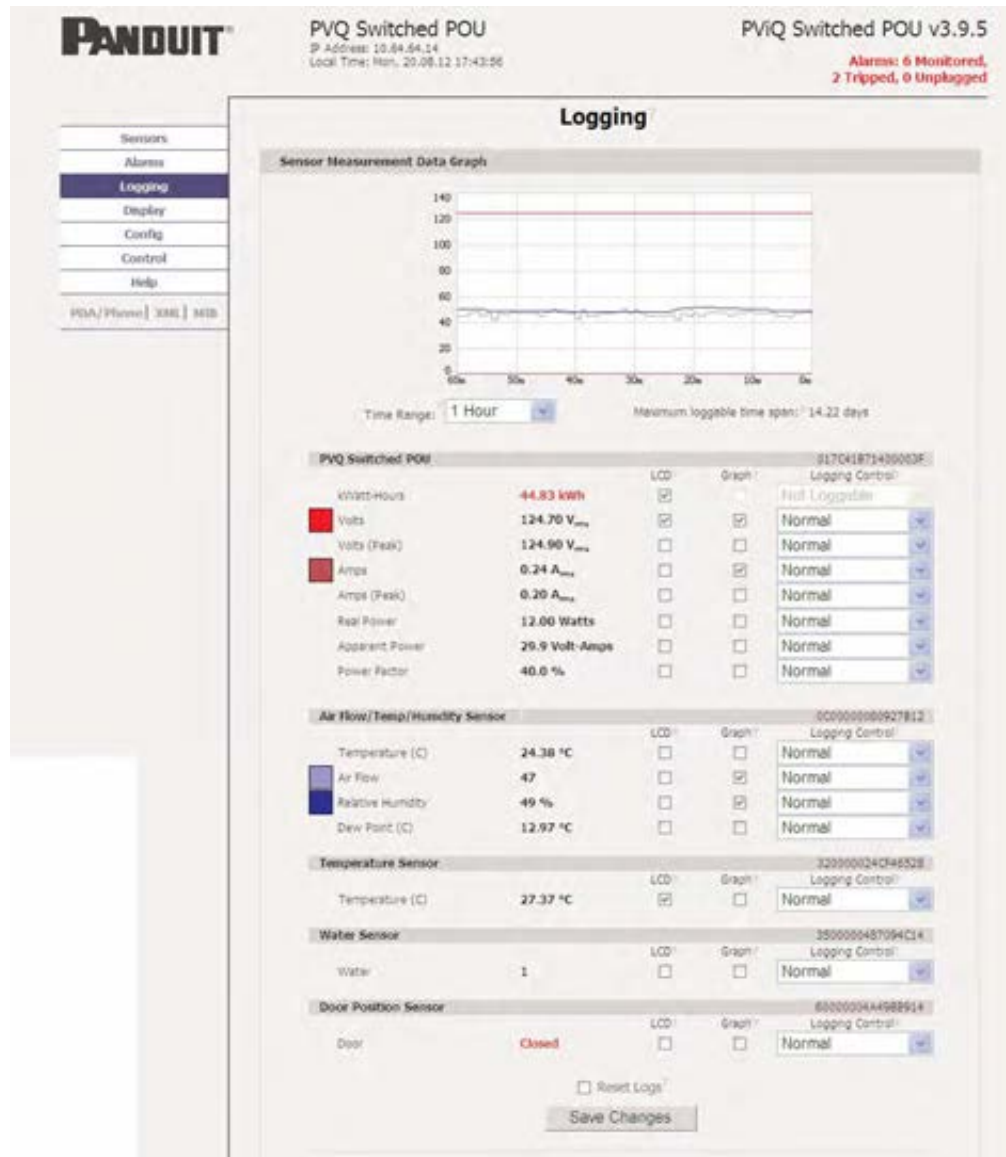 PANDUIT
PVQ Switched POU
IP Address: 10.64.64.14
Local Time: Mon, 20.08.12 17:43:56
PViQ Switched POU v3.9.5
Alarms: 6 Monitored,
2 Tripped, 0 Unplugged
Sensors
Alarms
Logging
Display
Config
Control
Help
PDA/Phone | XML | MIB
Logging?
Sensor Measurement Data Graph
140
120
100
80
60
40
20
0
60m 50m 40m 30m 20m 10m 0m
Time Range: 1 Hour
Maximum loggable time span:? 14.22 days
PVQ Switched POU
LCD? Graph? Logging Control?
kWatt-Hours 44.83 kWh Not Loggable
Volts 124.70 Vrms Normal
Volts (Peak) 124.90 Vrms Normal
Amps 0.24 Arms Normal
Amps (Peak) 0.20 Arms Normal
Real Power 12.00 Watts Normal
Apparent Power 29.9 Volt-Amps Normal
Power Factor 40.0 % Normal
Air Flow/Temp/Humdity Sensor
LCD? Graph? Logging Control?
Temperature (C) 24.38 °C Normal
Air Flow 47 Normal
Relative Humidity 49 % Normal
Dew Point (C) 12.97 °C Normal
Temperature Sensor
LCD? Graph? Logging Control?
Temperature (C) 27.37 °C Normal
Water Sensor
LCD? Graph? Logging Control?
Water 1 Normal
Door Position Sensor
LCD? Graph? Logging Control?
Door Closed Normal
Reset Logs?
Save Changes